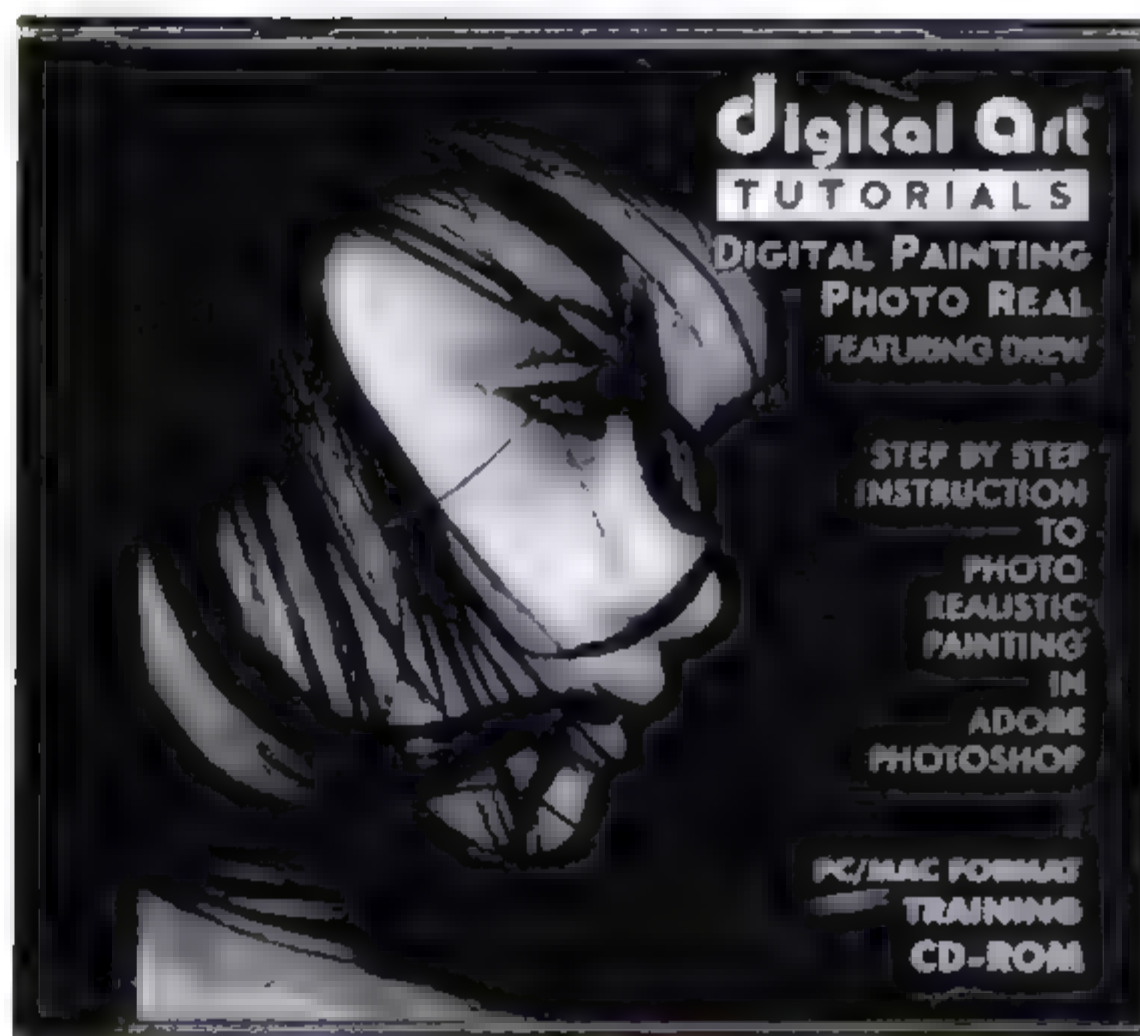 digital art
TUTORIALS
DIGITAL PAINTING
PHOTO REAL
FEATURING DREW
STEP BY STEP
INSTRUCTION
TO
PHOTO
REALISTIC
PAINTING
IN
ADOBE
PHOTOSHOP
PC/MAC FORMAT
TRAINING
CD-ROM